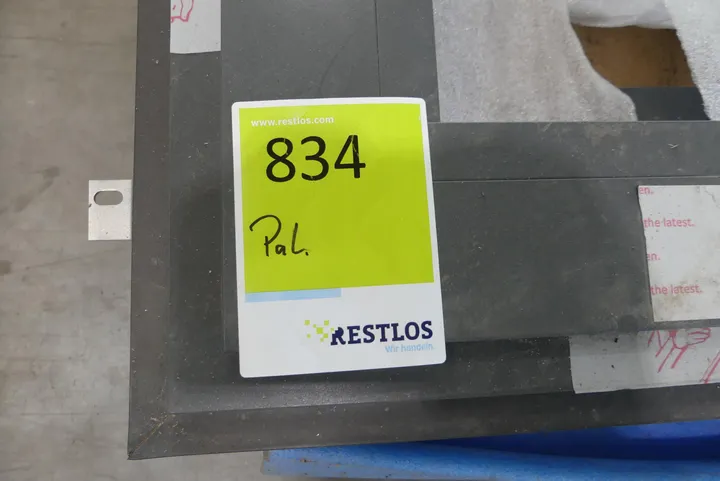 www.restlos.com
834
Pal.
RESTLOS
Wir handeln.
en.
the latest.
en.
the latest.